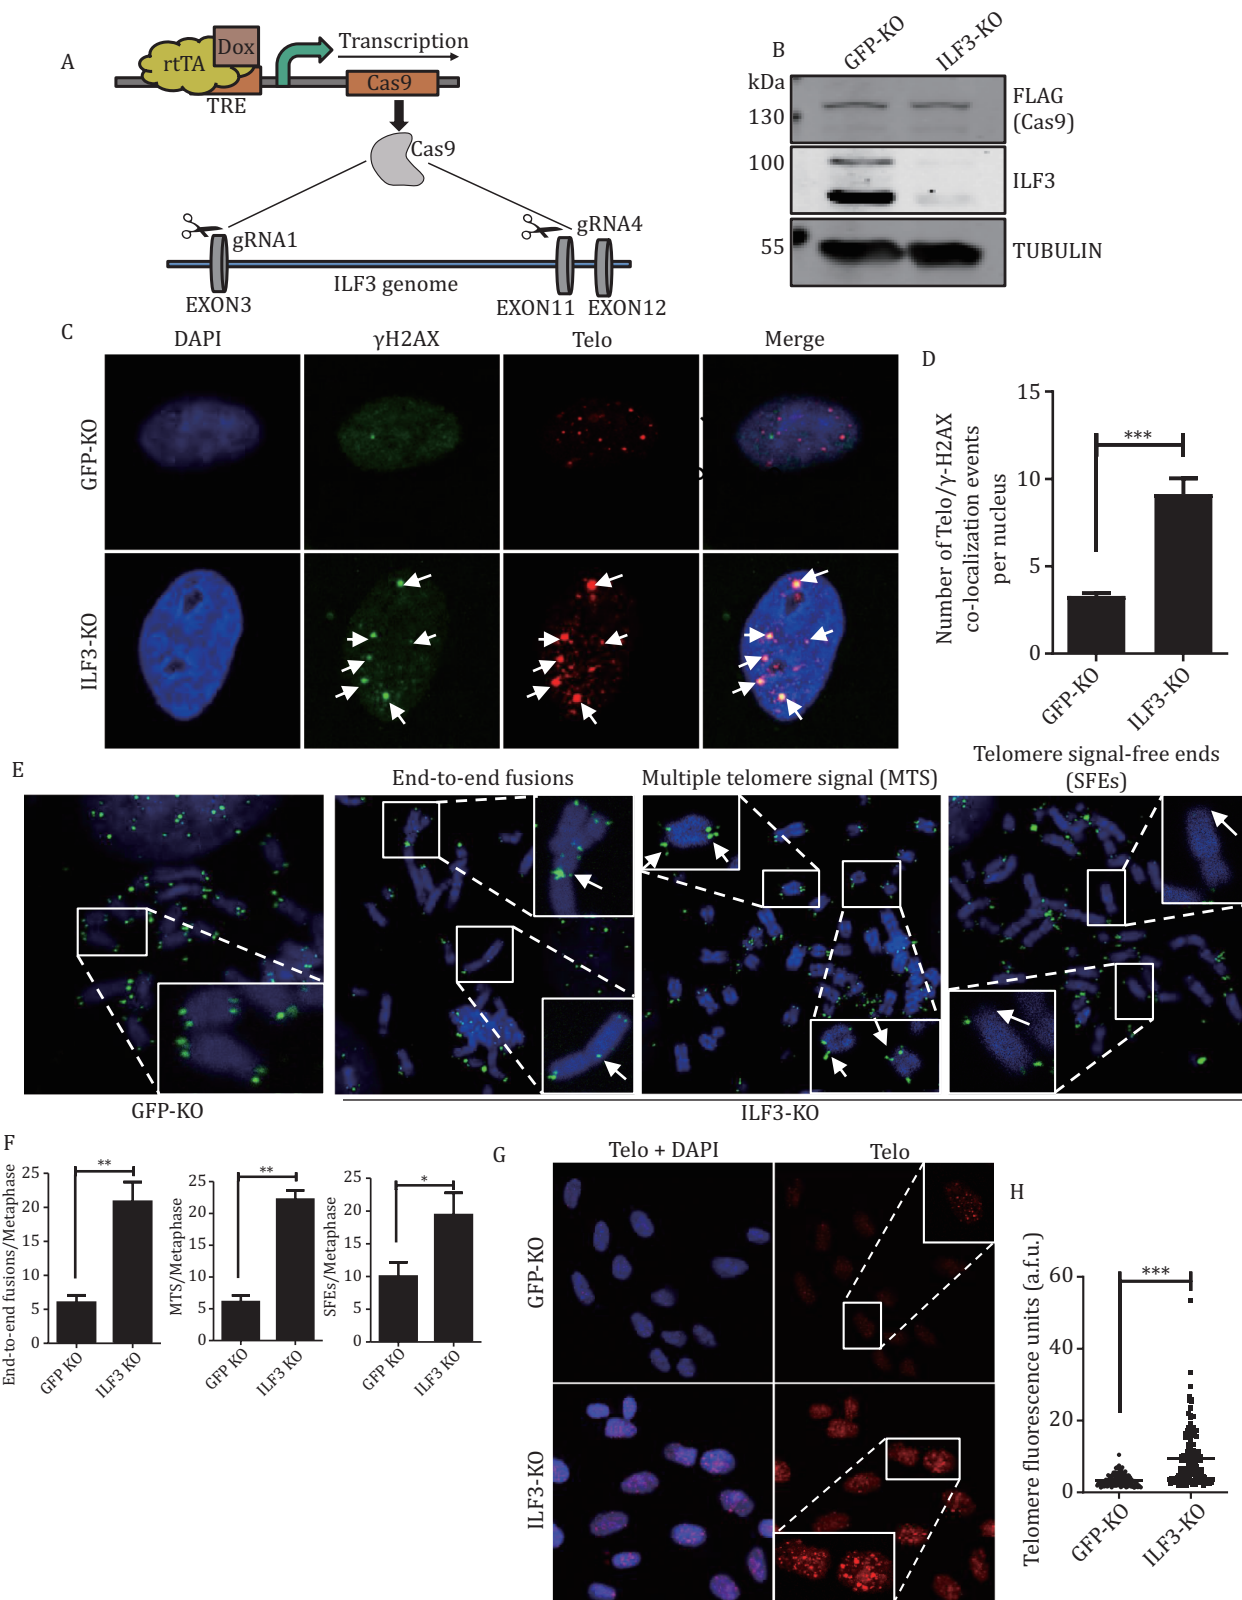 A
rtTA
Dox
Transcription
TRE
Cas9
Cas9
gRNA1
gRNA4
ILF3 genome
EXON3
EXON11
EXON12
B
GFP-KO
ILF3-KO
kDa
130
100
55
FLAG
(Cas9)
ILF3
TUBULIN
C
DAPI
γH2AX
Telo
Merge
GFP-KO
ILF3-KO
D
Number of Telo/γ-H2AX
co-localization events
per nucleus
15
10
5
0
***
GFP-KO
ILF3-KO
E
End-to-end fusions
Multiple telomere signal (MTS)
Telomere signal-free ends
(SFEs)
GFP-KO
ILF3-KO
F
End-to-end fusions/Metaphase
25
20
15
10
5
0
**
GFP KO
ILF3 KO
MTS/Metaphase
25
20
15
10
5
0
**
GFP KO
ILF3 KO
SFEs/Metaphase
25
20
15
10
5
0
*
GFP KO
ILF3 KO
G
Telo + DAPI
Telo
GFP-KO
ILF3-KO
H
Telomere fluorescence units (a.f.u.)
60
40
20
0
***
GFP-KO
ILF3-KO